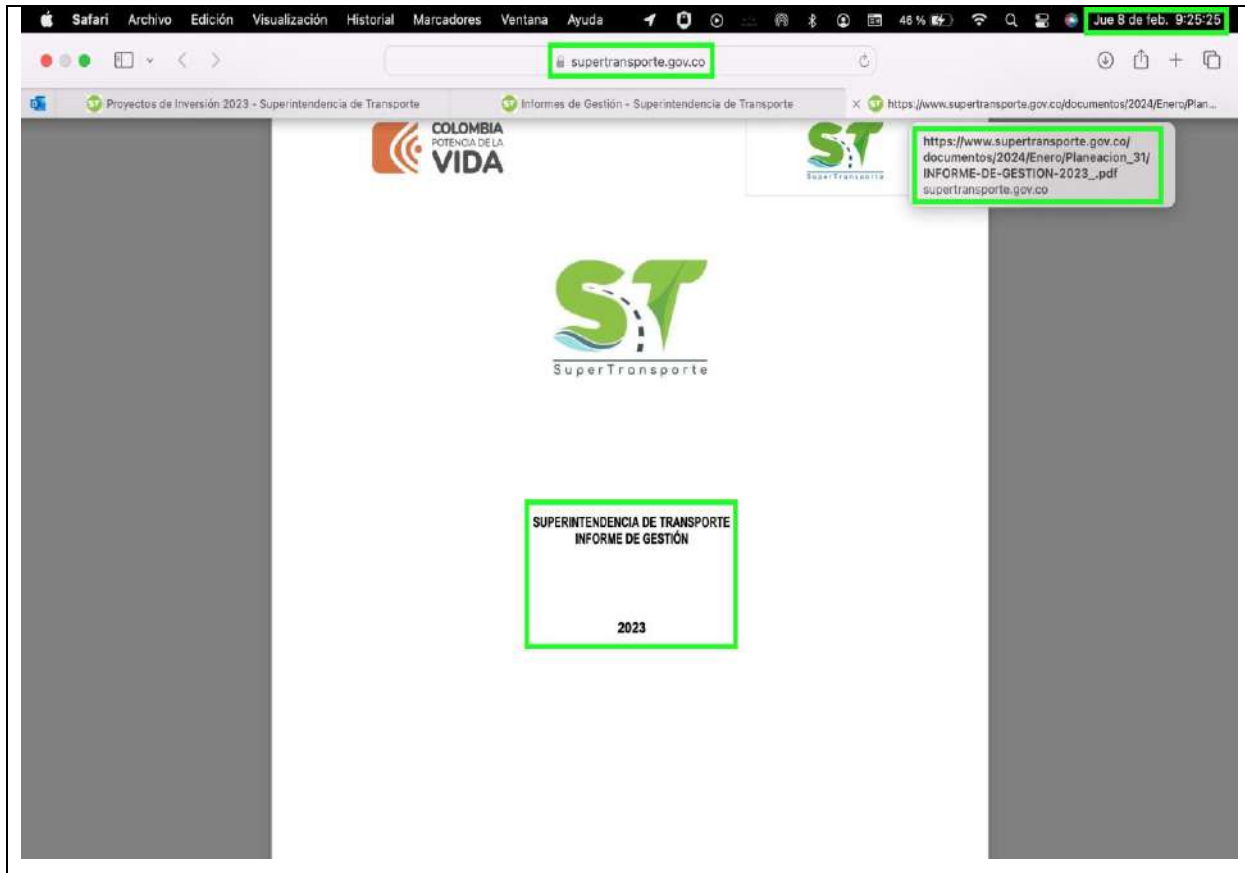 Safari Archivo Edición Visualización Historial Marcadores Ventana Ayuda 46 % Jue 8 de feb. 9:25:25
supertransporte.gov.co
Proyectos de Inversión 2023 - Superintendencia de Transporte
Informes de Gestión - Superintendencia de Transporte
https://www.supertransporte.gov.co/documentos/2024/Enero/Plan...
COLOMBIA
POTENCIA DE LA
VIDA
ST
SuperTransporte
https://www.supertransporte.gov.co/
documentos/2024/Enero/Planeacion_31/
INFORME-DE-GESTION-2023_.pdf
supertransporte.gov.co
ST
SuperTransporte
SUPERINTENDENCIA DE TRANSPORTE
INFORME DE GESTIÓN
2023